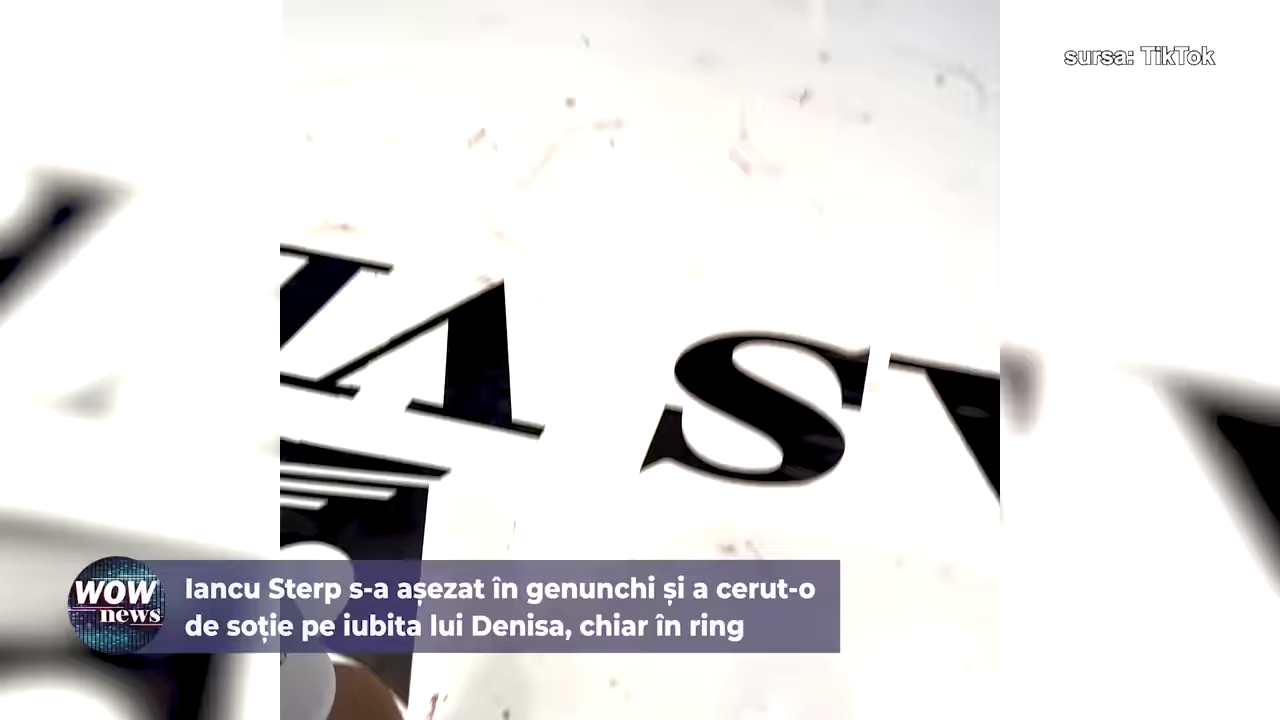 sursa: TikTok
IA S
WOW
news
Iancu Sterp s-a așezat în genunchi și a cerut-o
de soție pe iubita lui Denisa, chiar în ring